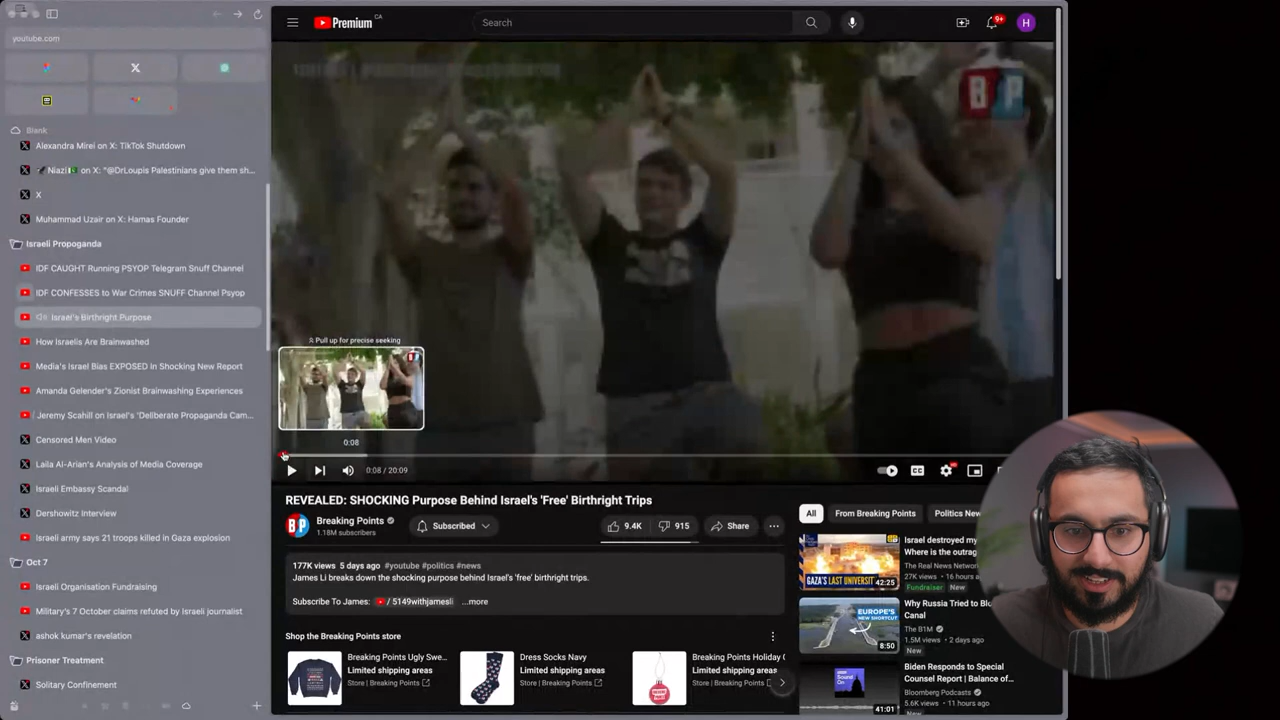 youtube.com
Blank
Alexandra Mirei on X: TikTok Shutdown
Niazi on X: "@DrLoupis Palestinians give them sh...
X
Muhammad Uzair on X: Hamas Founder
Israeli Propoganda
IDF CAUGHT Running PSYOP Telegram Snuff Channel
IDF CONFESSES to War Crimes SNUFF Channel Psyop
Israel's Birthright Purpose
How Israelis Are Brainwashed
Media's Israel Bias EXPOSED In Shocking New Report
Amanda Gelender's Zionist Brainwashing Experiences
Jeremy Scahill on Israel's 'Deliberate Propaganda Cam...
Censored Men Video
Laila Al-Arian's Analysis of Media Coverage
Israeli Embassy Scandal
Dershowitz Interview
Israeli army says 21 troops killed in Gaza explosion
Oct 7
Israeli Organisation Fundraising
Military's 7 October claims refuted by Israeli journalist
ashok kumar's revelation
Prisoner Treatment
Solitary Confinement
Premium CA
Search
9+
H
BP
Pull up for precise seeking
0:08
0:08 / 20:09
CC
REVEALED: SHOCKING Purpose Behind Israel's 'Free' Birthright Trips
Breaking Points
1.18M subscribers
Subscribed
9.4K
915
Share
177K views 5 days ago #youtube #politics #news
James Li breaks down the shocking purpose behind Israel's 'free' birthright trips.
Subscribe To James: / 5149withjamesli ...more
Shop the Breaking Points store
Breaking Points Ugly Swe...
Limited shipping areas
Store | Breaking Points
Dress Socks Navy
Limited shipping areas
Store | Breaking Points
Breaking Points Holiday
Limited shipping areas
Store | Breaking Points
All
From Breaking Points
Politics New
GAZA'S LAST UNIVERSIT
42:25
Israel destroyed my
Where is the outrag
The Real News Networ
27K views • 16 hours a
Fundraiser
New
EUROPE'S
NEW SHORTCUT
8:50
Why Russia Tried to Blo
Canal
The B1M
1.5M views • 2 days ago
New
Sound
On
41:01
Biden Responds to Special
Counsel Report | Balance of...
Bloomberg Podcasts
5.6K views • 11 hours ago
New